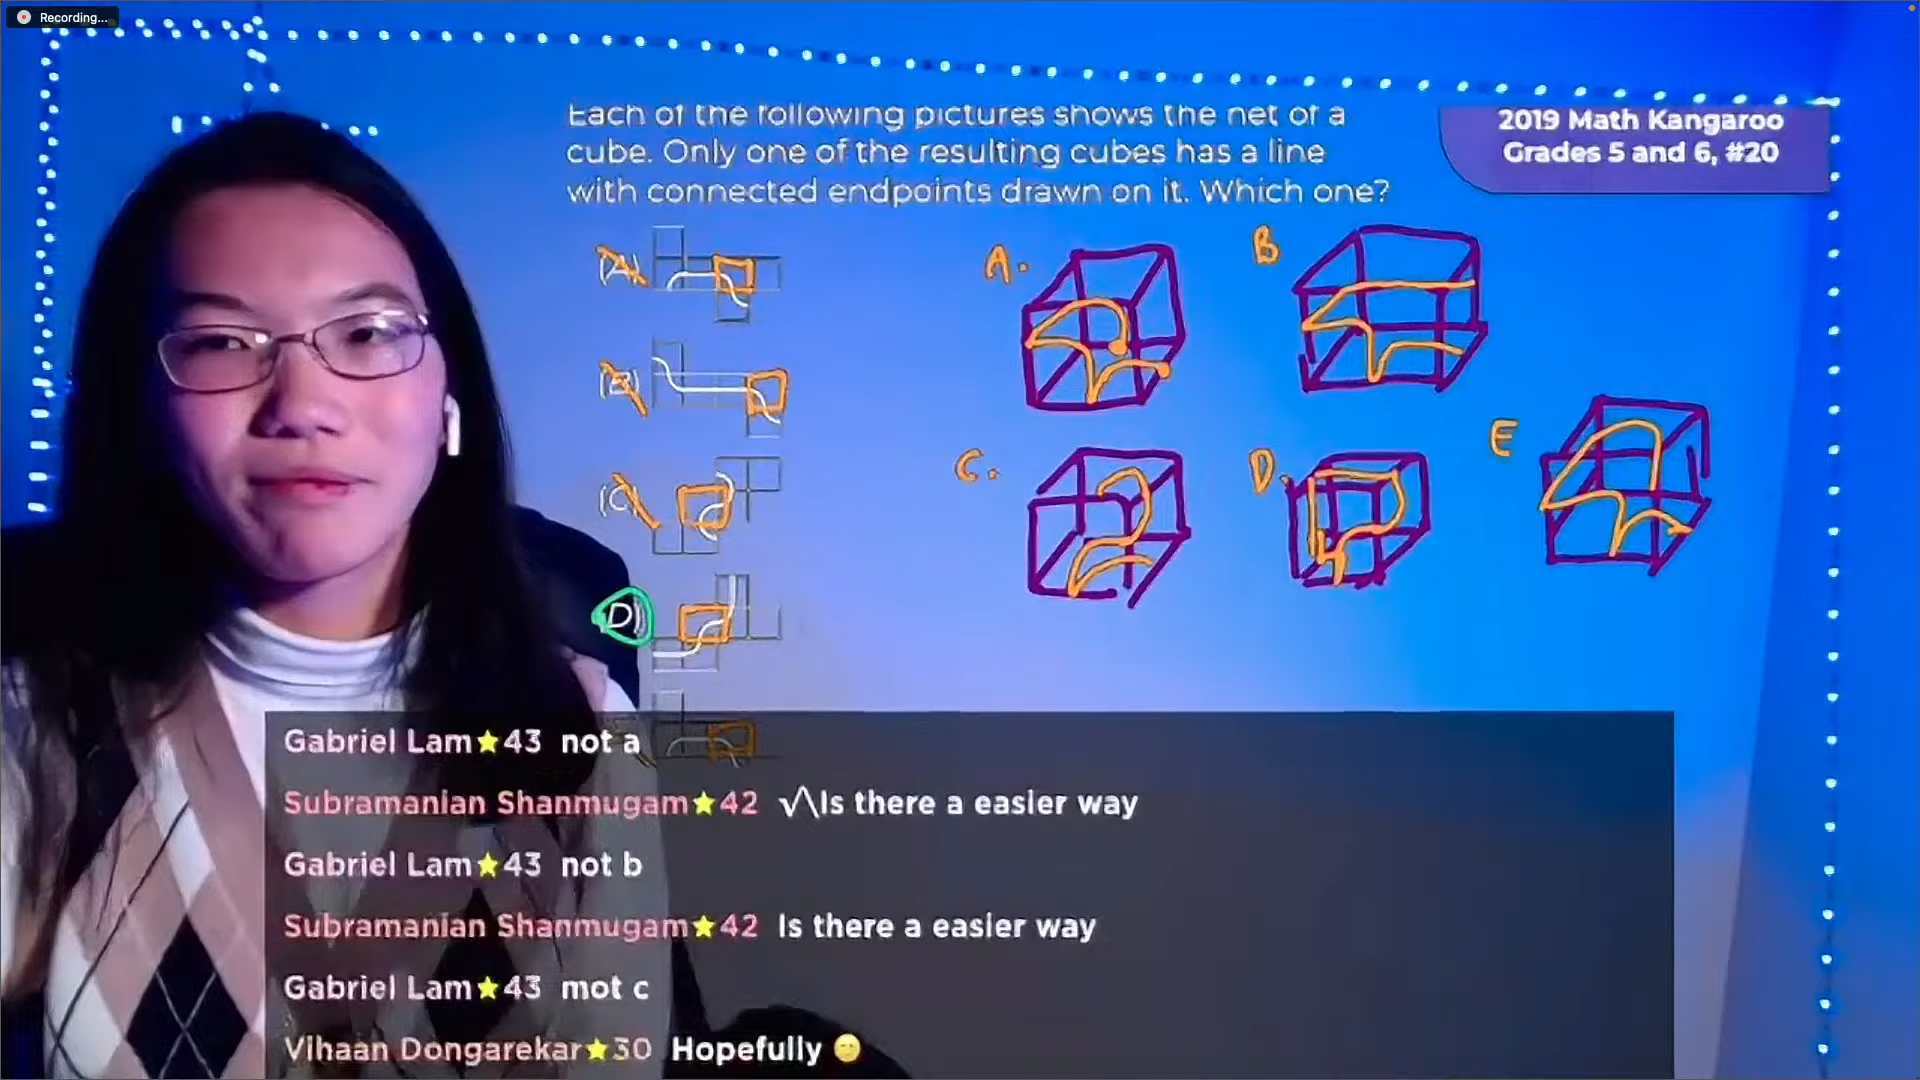 Recording...
Each of the following pictures shows the net of a
cube. Only one of the resulting cubes has a line
with connected endpoints drawn on it. Which one?
2019 Math Kangaroo
Grades 5 and 6, #20
(A)
(B)
(C)
(D)
A.
B
C.
D.
E
Gabriel Lam★43 not a
Subramanian Shanmugam★42 √\Is there a easier way
Gabriel Lam★43 not b
Subramanian Shanmugam★42 Is there a easier way
Gabriel Lam★43 mot c
Vihaan Dongarekar★30 Hopefully 😊